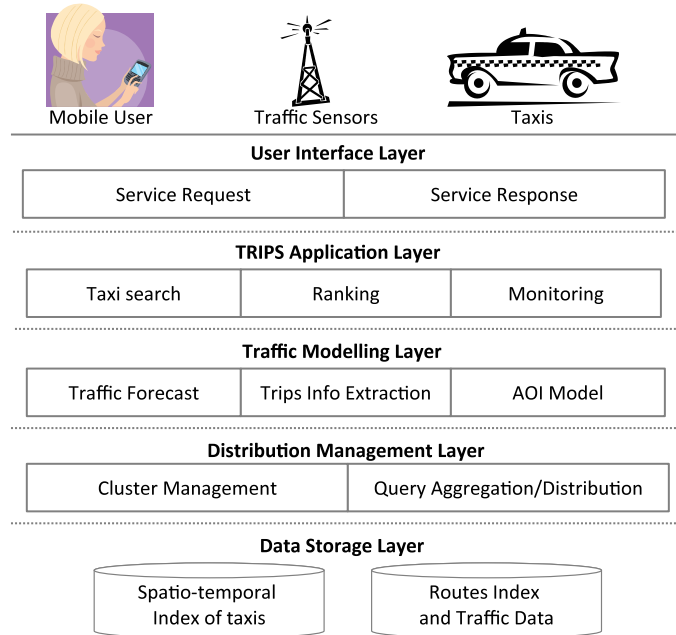 Mobile User
Traffic Sensors
Taxis
User Interface Layer
Service Request
Service Response
TRIPS Application Layer
Taxi search
Ranking
Monitoring
Traffic Modelling Layer
Traffic Forecast
Trips Info Extraction
AOI Model
Distribution Management Layer
Cluster Management
Query Aggregation/Distribution
Data Storage Layer
Spatio-temporal
Index of taxis
Routes Index
and Traffic Data